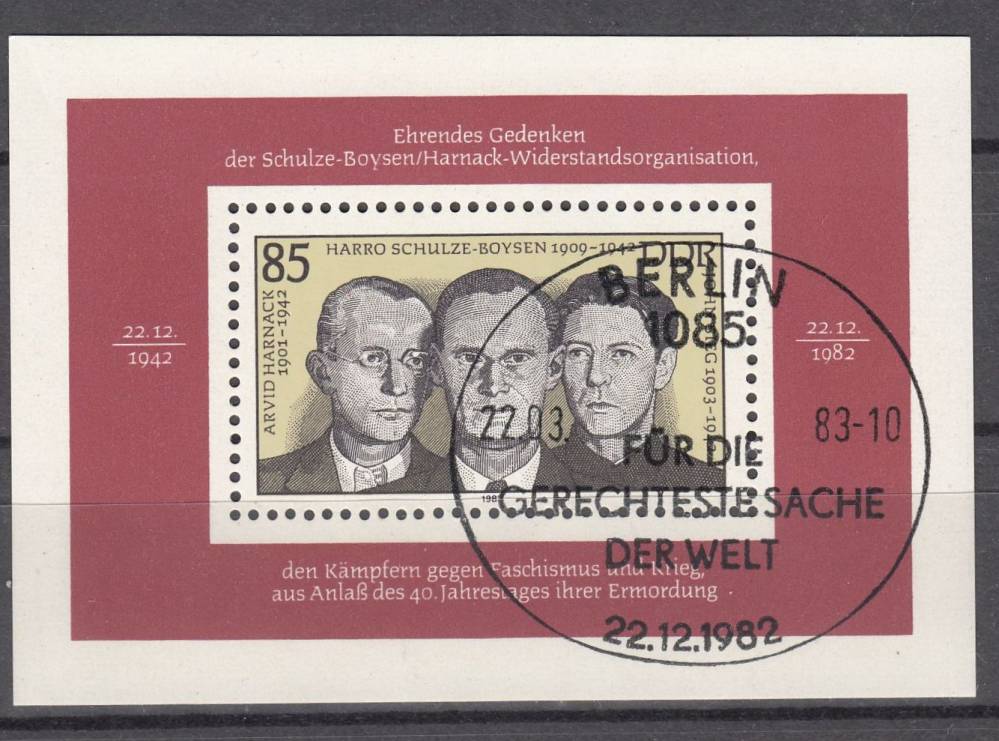 Ehrendes Gedenken
der Schulze-Boysen/Harnack-Widerstandsorganisation,
85
HARRO SCHULZE-BOYSEN 1909-1942
DDR
ARVID HARNACK
1901-1942
1903-
22.12.
1942
22.12.
1982
BERLIN
1085
22.03.
83-10
FÜR DIE
GERECHTESTE SACHE
DER WELT
22.12.1982
den Kämpfern gegen Faschismus und Krieg,
aus Anlaß des 40. Jahrestages ihrer Ermordung